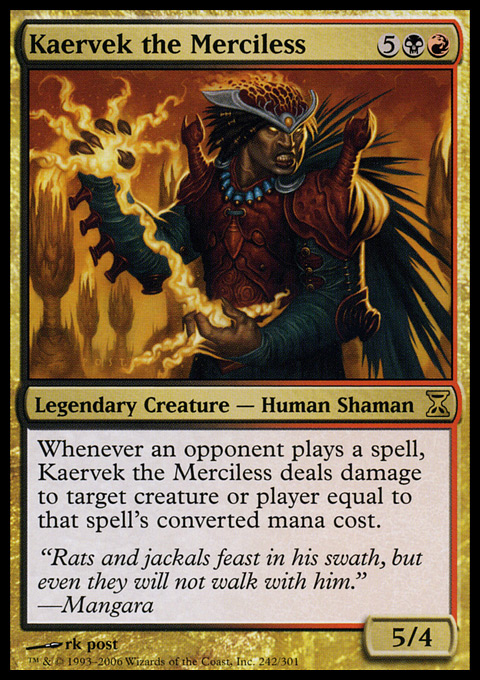 Kaervek the Merciless 5
Legendary Creature — Human Shaman
Whenever an opponent plays a spell,
Kaervek the Merciless deals damage
to target creature or player equal to
that spell's converted mana cost.
“Rats and jackals feast in his swath, but
even they will not walk with him.”
—Mangara
rk post
5/4
™ & © 1993–2006 Wizards of the Coast, Inc. 242/301